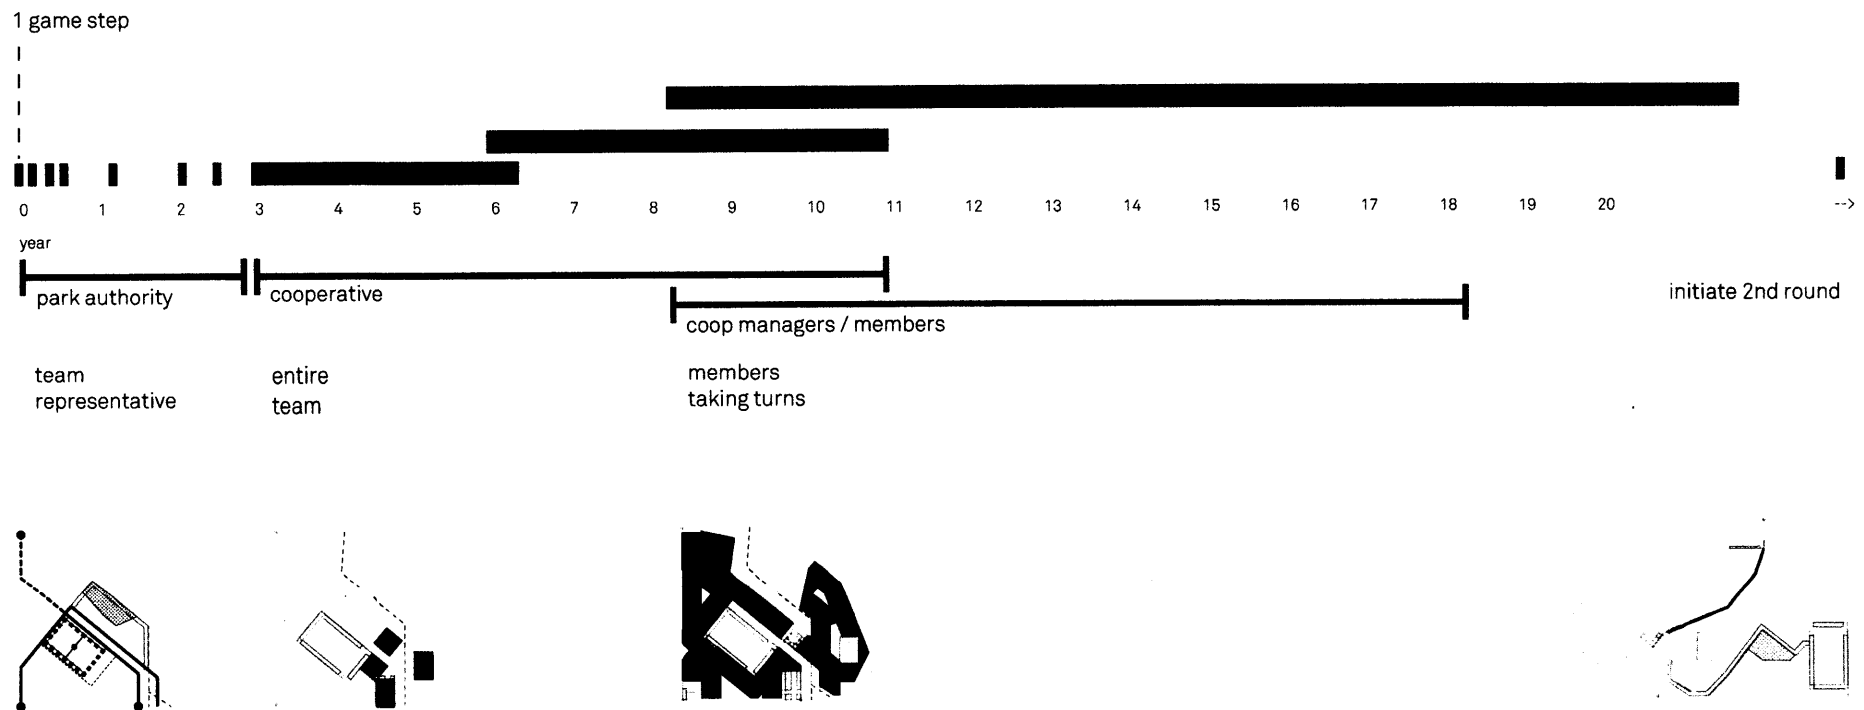 1 game step
0 1 2 3 4 5 6 7 8 9 10 11 12 13 14 15 16 17 18 19 20 -->
year
park authority
cooperative
initiate 2nd round
coop managers / members
team
representative
entire
team
members
taking turns